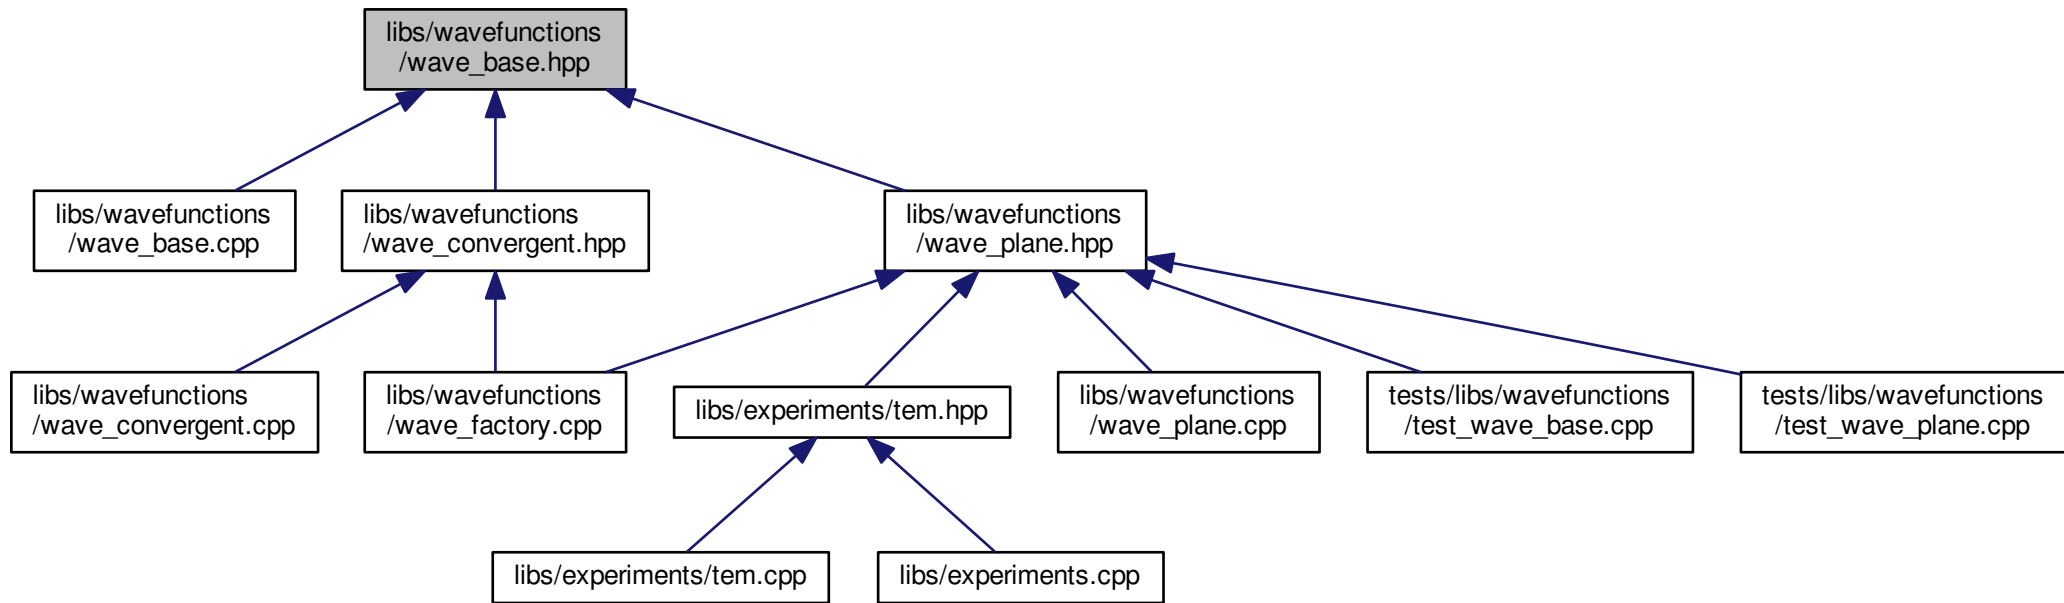 libs/wavefunctions
/wave_base.hpp
libs/wavefunctions
/wave_base.cpp
libs/wavefunctions
/wave_convergent.hpp
libs/wavefunctions
/wave_plane.hpp
libs/wavefunctions
/wave_convergent.cpp
libs/wavefunctions
/wave_factory.cpp
libs/experiments/tem.hpp
libs/wavefunctions
/wave_plane.cpp
tests/libs/wavefunctions
/test_wave_base.cpp
tests/libs/wavefunctions
/test_wave_plane.cpp
libs/experiments/tem.cpp
libs/experiments.cpp